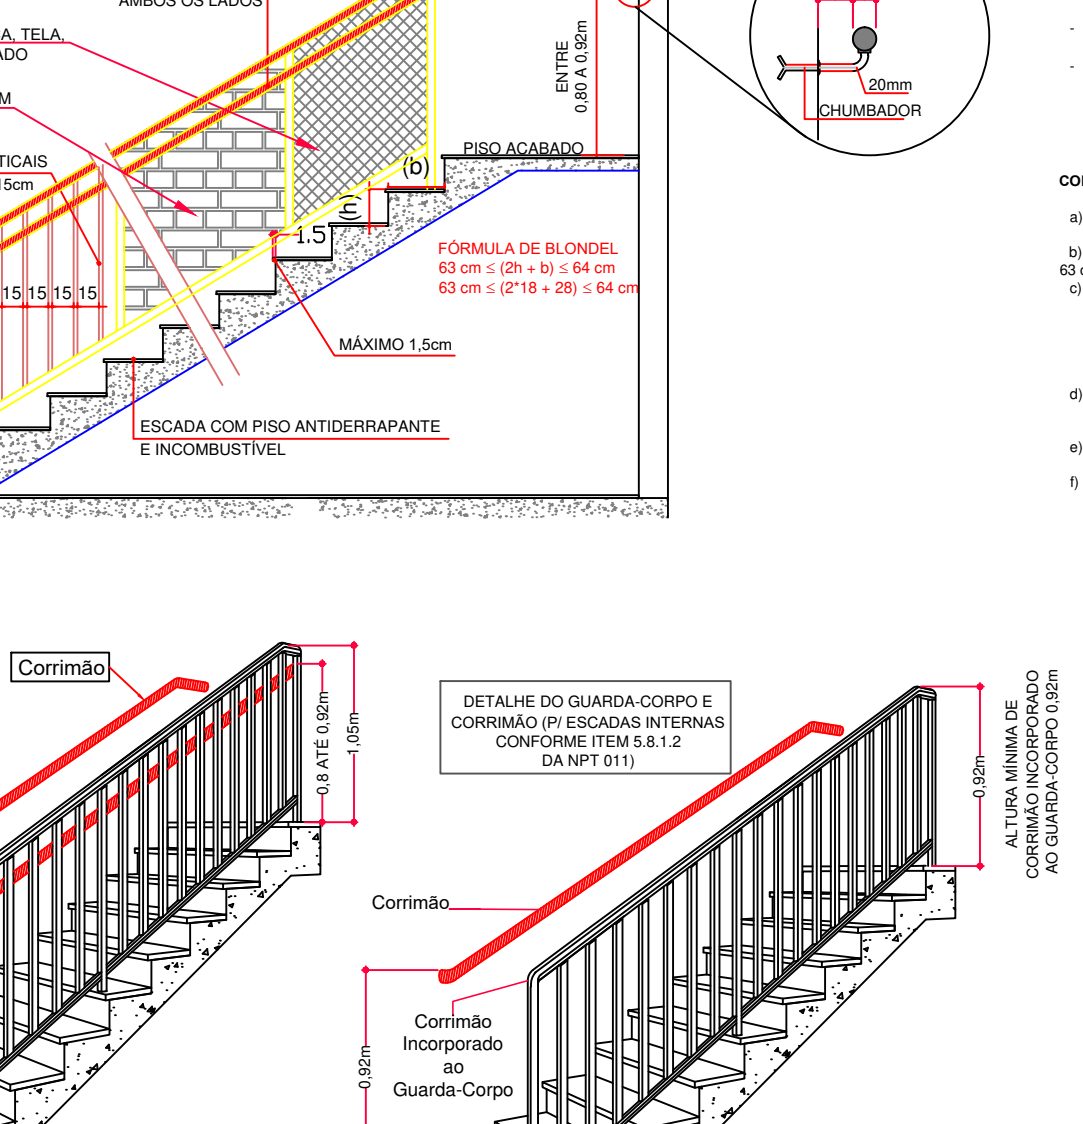 AMBOS OS LADOS
A, TELA,
ADO
M
TICAIS
15cm
15 15 15 15
(b)
(h)
1.5
ENTRE
0,80 A 0,92m
PISO ACABADO
FÓRMULA DE BLONDEL
63 cm ≤ (2h + b) ≤ 64 cm
63 cm ≤ (2*18 + 28) ≤ 64 cm
MÁXIMO 1,5cm
ESCADA COM PISO ANTIDERRAPANTE
E INCOMBUSTÍVEL
20mm
CHUMBADOR
-
-
a)
b)
63 c
c)
d)
e)
f)
Corrimão
0,8 ATÉ 0,92m
1,05m
DETALHE DO GUARDA-CORPO E
CORRIMÃO (P/ ESCADAS INTERNAS
CONFORME ITEM 5.8.1.2
DA NPT 011)
Corrimão
0,92m
Corrimão
Incorporado
ao
Guarda-Corpo
0,92m
ALTURA MÍNIMA DE
CORRIMÃO INCORPORADO
AO GUARDA-CORPO 0,92m